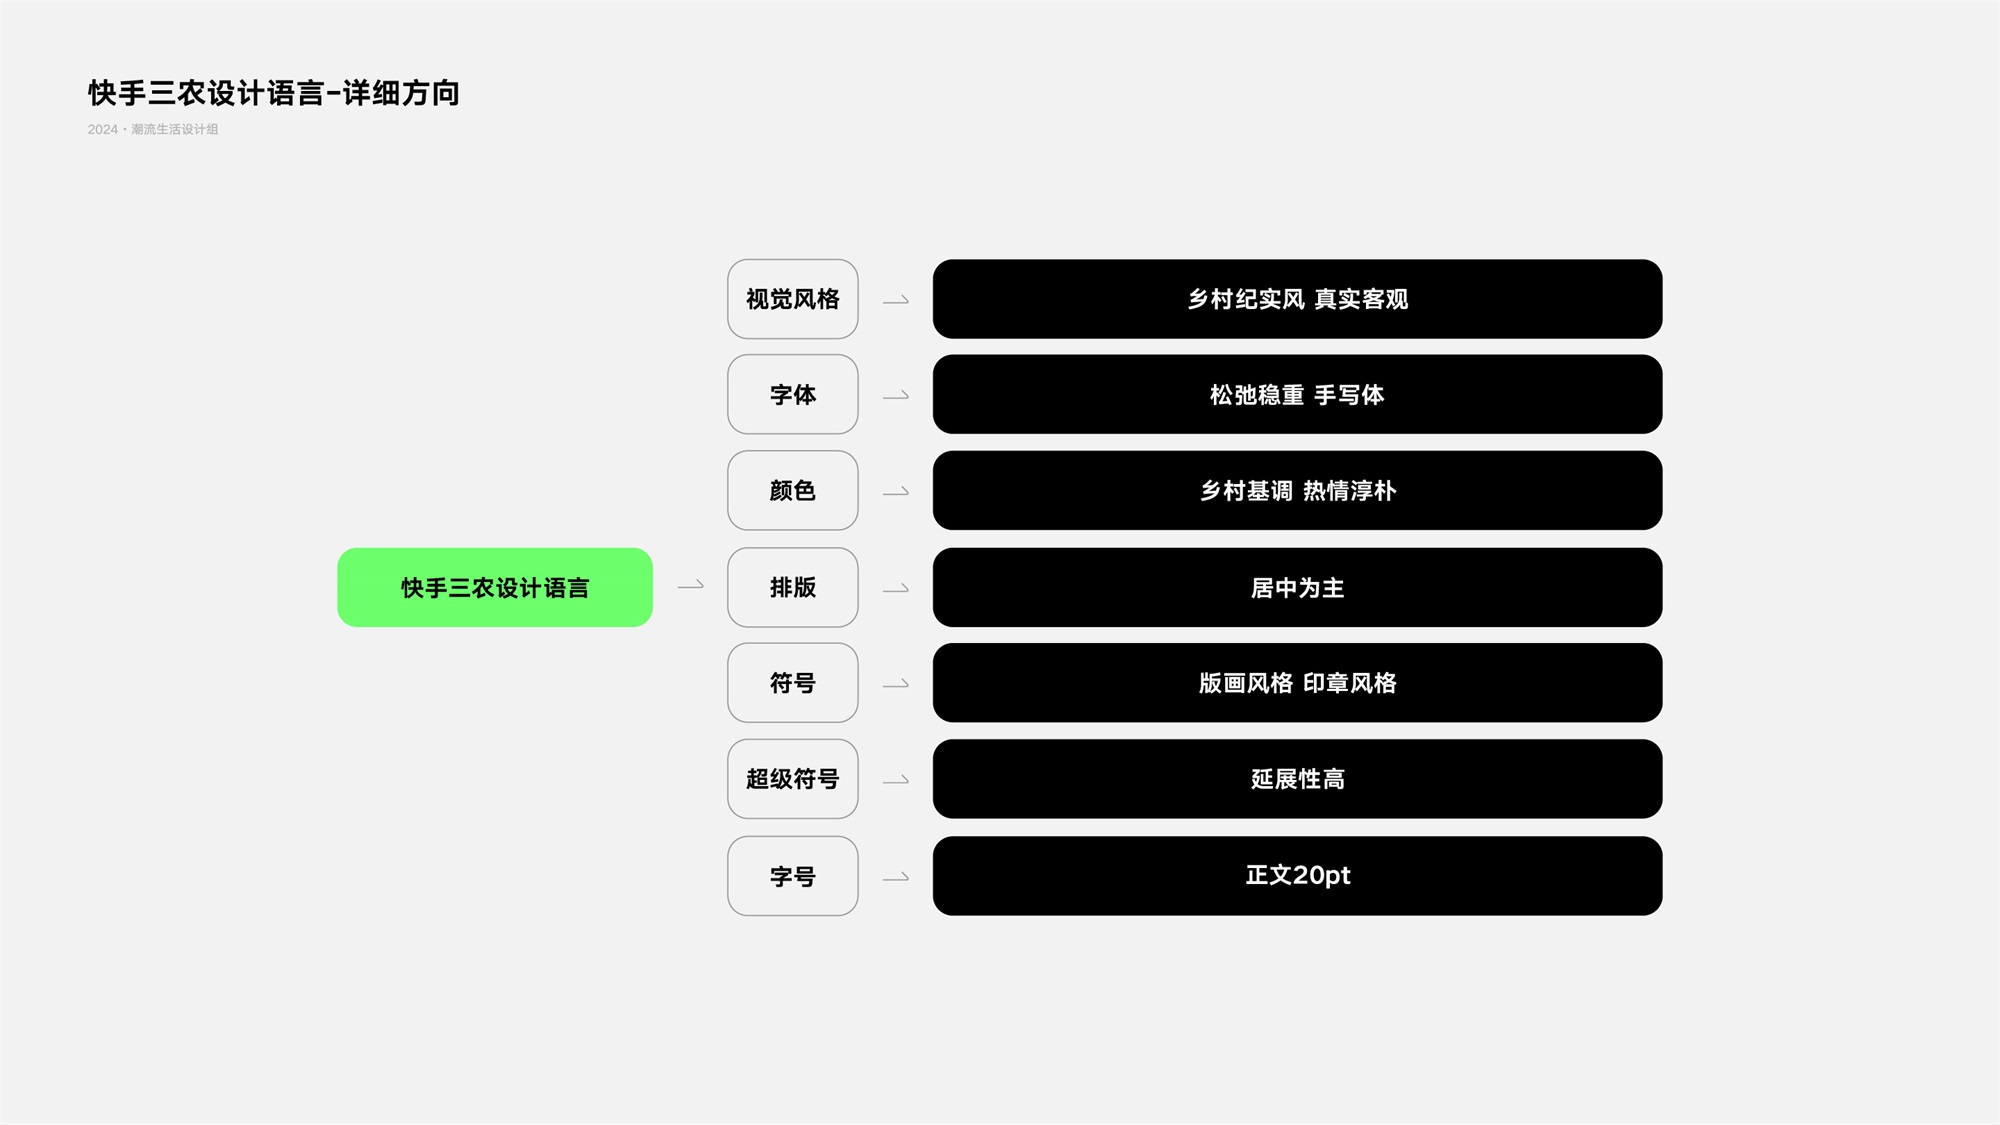 快手三农设计语言-详细方向
2024·潮流生活设计组
视觉风格
乡村纪实风 真实客观
字体
松弛稳重 手写体
颜色
乡村基调 热情淳朴
快手三农设计语言
排版
居中为主
符号
版画风格 印章风格
超级符号
延展性高
字号
正文20pt